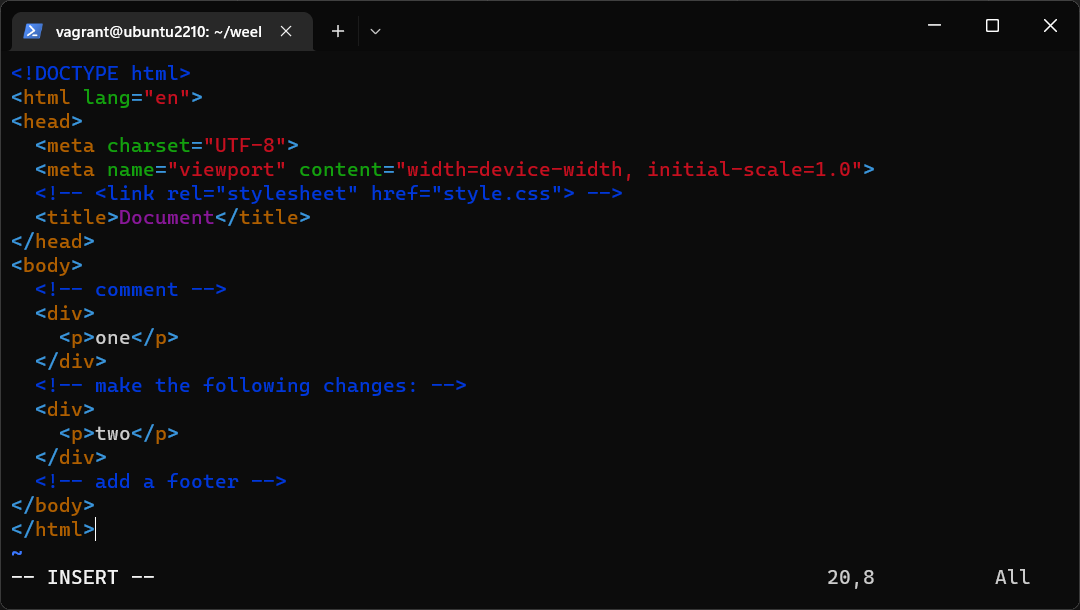 vagrant@ubuntu2210: ~/weel
<!DOCTYPE html>
<html lang="en">
<head>
  <meta charset="UTF-8">
  <meta name="viewport" content="width=device-width, initial-scale=1.0">
  <!-- <link rel="stylesheet" href="style.css"> -->
  <title>Document</title>
</head>
<body>
  <!-- comment -->
  <div>
    <p>one</p>
  </div>
  <!-- make the following changes: -->
  <div>
    <p>two</p>
  </div>
  <!-- add a footer -->
</body>
</html>
~
-- INSERT -- 20,8 All